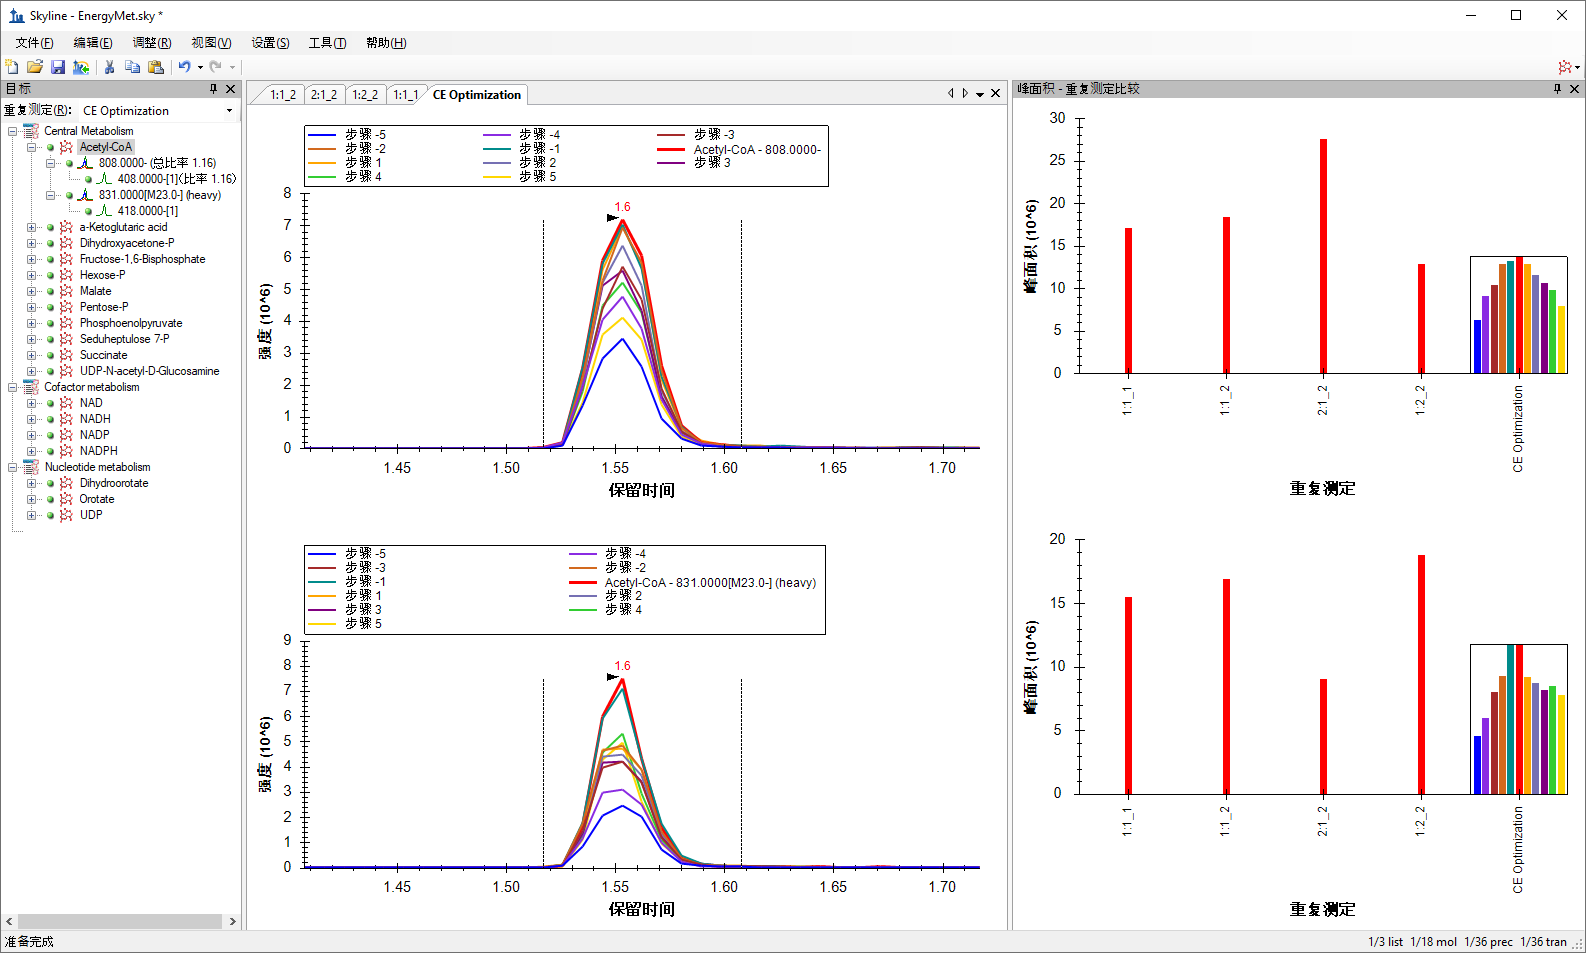 Skyline - EnergyMet.sky *
文件(F) 编辑(E) 调整(R) 视图(V) 设置(S) 工具(T) 帮助(H)
目标
重复测定(R): CE Optimization
Central Metabolism
Acetyl-CoA
808.0000- (总比率 1.16)
408.0000-[1](比率 1.16)
831.0000[M23.0-] (heavy)
418.0000-[1]
a-Ketoglutaric acid
Dihydroxyacetone-P
Fructose-1,6-Bisphosphate
Hexose-P
Malate
Pentose-P
Phosphoenolpyruvate
Seduheptulose 7-P
Succinate
UDP-N-acetyl-D-Glucosamine
Cofactor metabolism
NAD
NADH
NADP
NADPH
Nucleotide metabolism
Dihydroorotate
Orotate
UDP
1:1_2 2:1_2 1:2_2 1:1_1 CE Optimization
步骤 -5 步骤 -4 步骤 -3
步骤 -2 步骤 -1 Acetyl-CoA - 808.0000-
步骤 1 步骤 2 步骤 3
步骤 4 步骤 5
8
7
6
5
4
3
2
1
0
强度 (10^6)
1.6
1.45 1.50 1.55 1.60 1.65 1.70
保留时间
步骤 -5 步骤 -4
步骤 -3 步骤 -2
步骤 -1 Acetyl-CoA - 831.0000[M23.0-] (heavy)
步骤 1 步骤 2
步骤 3 步骤 4
步骤 5
9
8
7
6
5
4
3
2
1
0
强度 (10^6)
1.6
1.45 1.50 1.55 1.60 1.65 1.70
保留时间
峰面积 - 重复测定比较
30
25
20
15
10
5
0
峰面积 (10^6)
1:1_1 1:1_2 2:1_2 1:2_2 CE Optimization
重复测定
20
15
10
5
0
峰面积 (10^6)
1:1_1 1:1_2 2:1_2 1:2_2 CE Optimization
重复测定
准备完成
1/3 list 1/18 mol 1/36 prec 1/36 tran